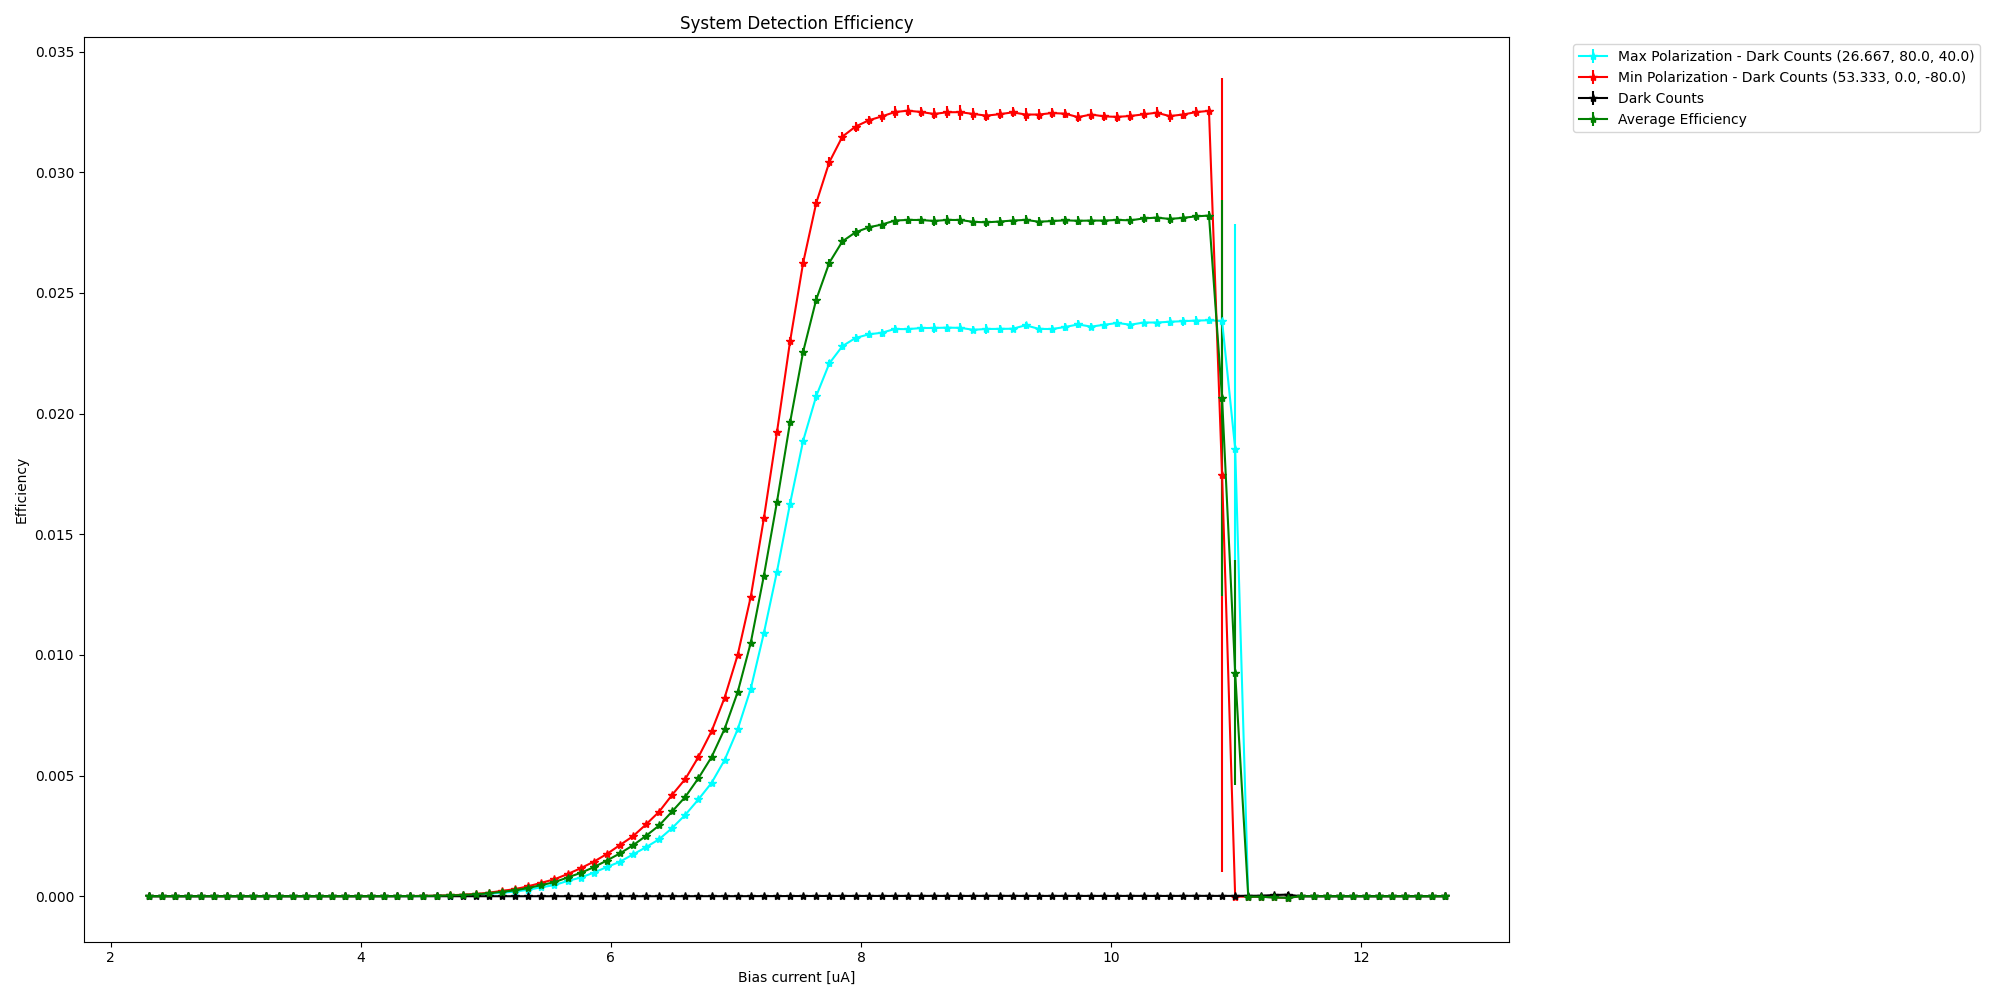 System Detection Efficiency
Max Polarization - Dark Counts (26.667, 80.0, 40.0)
Min Polarization - Dark Counts (53.333, 0.0, -80.0)
Dark Counts
Average Efficiency
Efficiency
0.035
0.030
0.025
0.020
0.015
0.010
0.005
0.000
2 4 6 8 10 12
Bias current [uA]